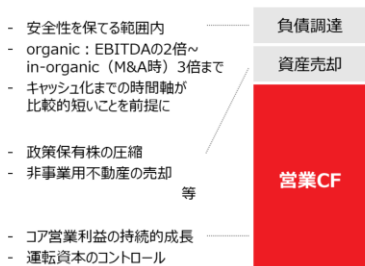 - 安全性を保てる範囲内
- organic：EBITDAの2倍~
in-organic（M&A時）3倍まで
- キャッシュ化までの時間軸が
比較的短いことを前提に
- 政策保有株の圧縮
- 非事業用不動産の売却
等
- コア営業利益の持続的成長
- 運転資本のコントロール
負債調達
資産売却
営業CF